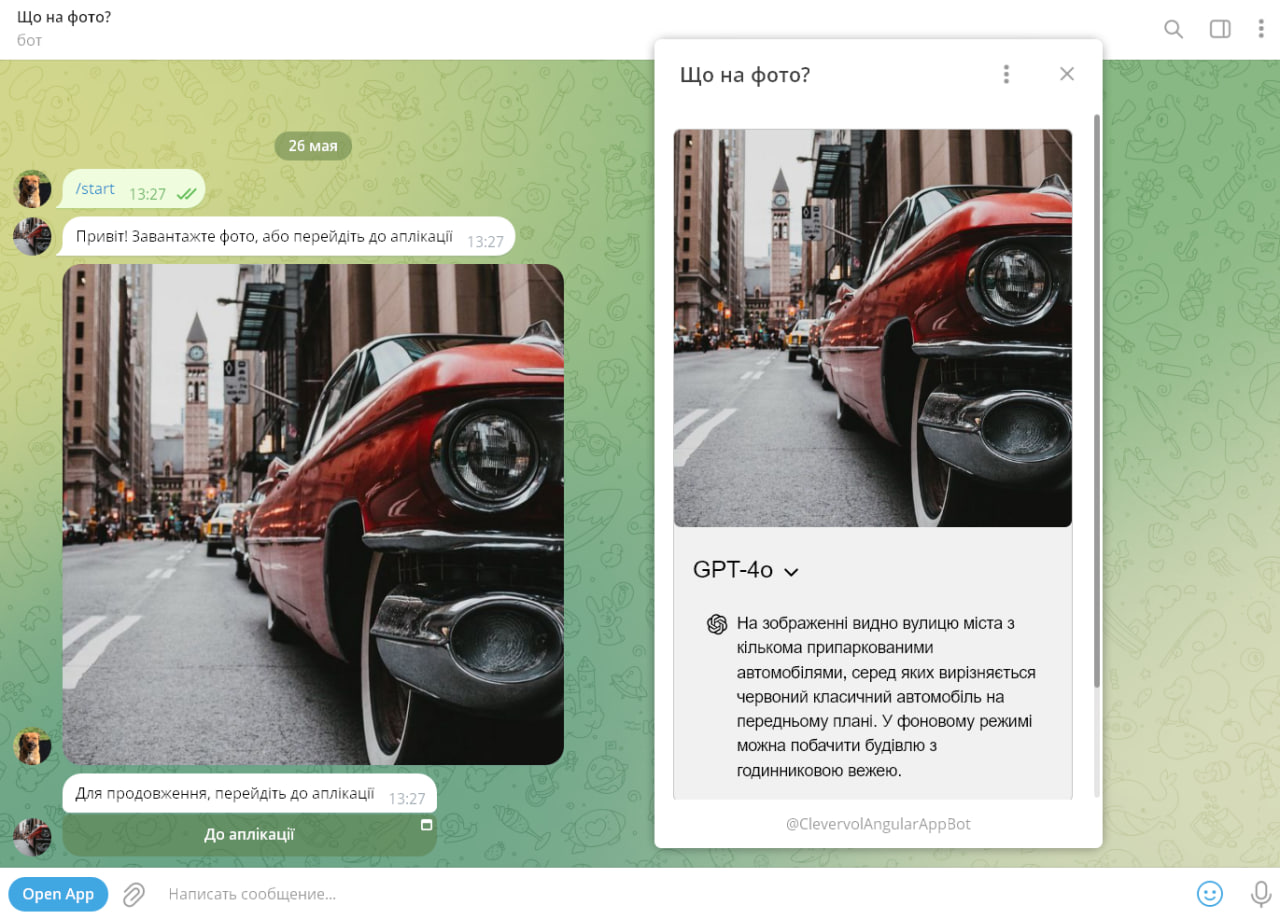 Що на фото?
бот
26 мая
/start 13:27
Привіт! Завантажте фото, або перейдіть до аплікації 13:27
Для продовження, перейдіть до аплікації 13:27
До аплікації
Open App
Написать сообщение...
Що на фото?
GPT-4o
На зображенні видно вулицю міста з
кількома припаркованими
автомобілями, серед яких вирізняється
червоний класичний автомобіль на
передньому плані. У фоновому режимі
можна побачити будівлю з
годинниковою вежею.
@ClevervolAngularAppBot